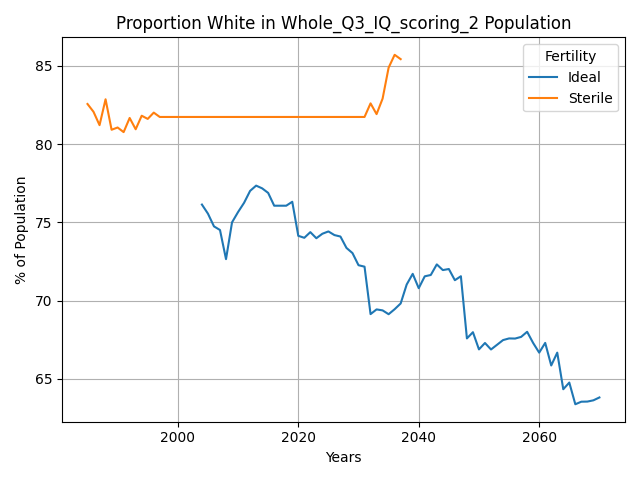 Proportion White in Whole_Q3_IQ_scoring_2 Population
Fertility
Ideal
Sterile
% of Population
85
80
75
70
65
2000
2020
2040
2060
Years